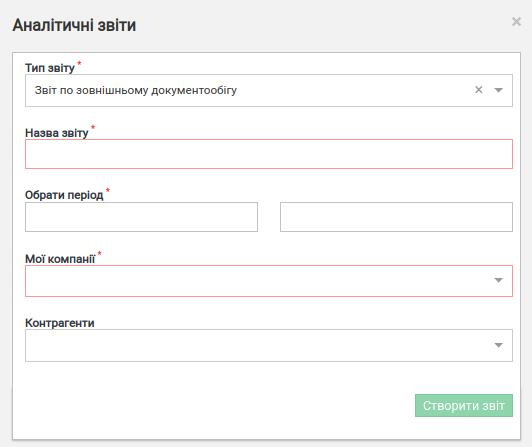 Аналітичні звіти
×
Тип звіту *
Звіт по зовнішньому документообігу ×
Назва звіту *
Обрати період *
Мої компанії *
Контрагенти
Створити звіт